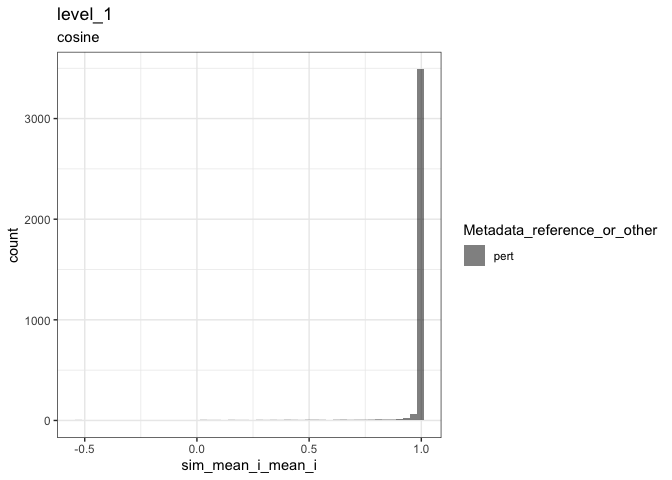 level_1
cosine
3000
2000
1000
0
count
-0.5 0.0 0.5 1.0
sim_mean_i_mean_i
Metadata_reference_or_other
pert